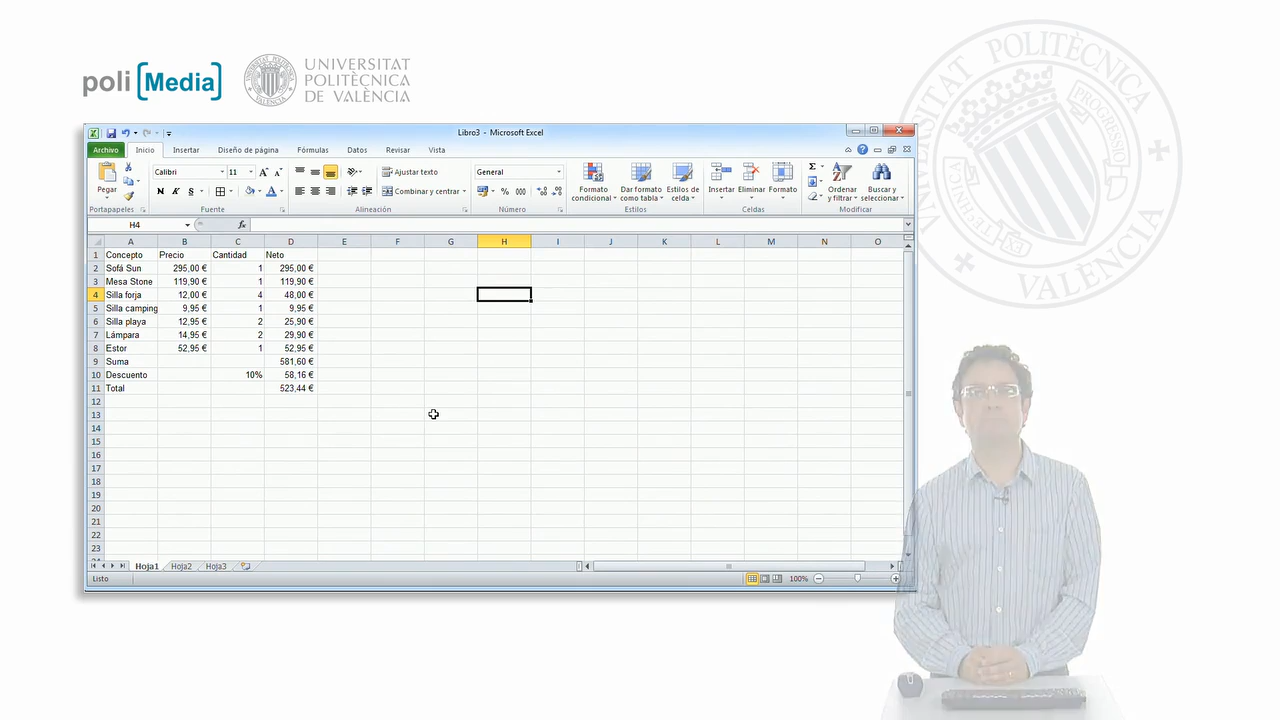 poli [Media]
UNIVERSITAT
POLITÈCNICA
DE VALÈNCIA
UNIVERSITAT POLITÈCNICA DE VALÈNCIA
PROGRESSIO
Libro3 - Microsoft Excel
Archivo Inicio Insertar Diseño de página Fórmulas Datos Revisar Vista
Pegar
Calibri 11
N K S
Ajustar texto
Combinar y centrar
General
% 000
Formato condicional
Dar formato como tabla
Estilos de celda
Insertar Eliminar Formato
Ordenar y filtrar
Buscar y seleccionar
Portapapeles Fuente Alineación Número Estilos Celdas Modificar
H4 fx
A B C D E F G H I J K L M N O
1 Concepto Precio Cantidad Neto
2 Sofá Sun 295,00 € 1 295,00 €
3 Mesa Stone 119,90 € 1 119,90 €
4 Silla forja 12,00 € 4 48,00 €
5 Silla camping 9,95 € 1 9,95 €
6 Silla playa 12,95 € 2 25,90 €
7 Lámpara 14,95 € 2 29,90 €
8 Estor 52,95 € 1 52,95 €
9 Suma 581,60 €
10 Descuento 10% 58,16 €
11 Total 523,44 €
12
13
14
15
16
17
18
19
20
21
22
23
Hoja1 Hoja2 Hoja3
Listo 100%